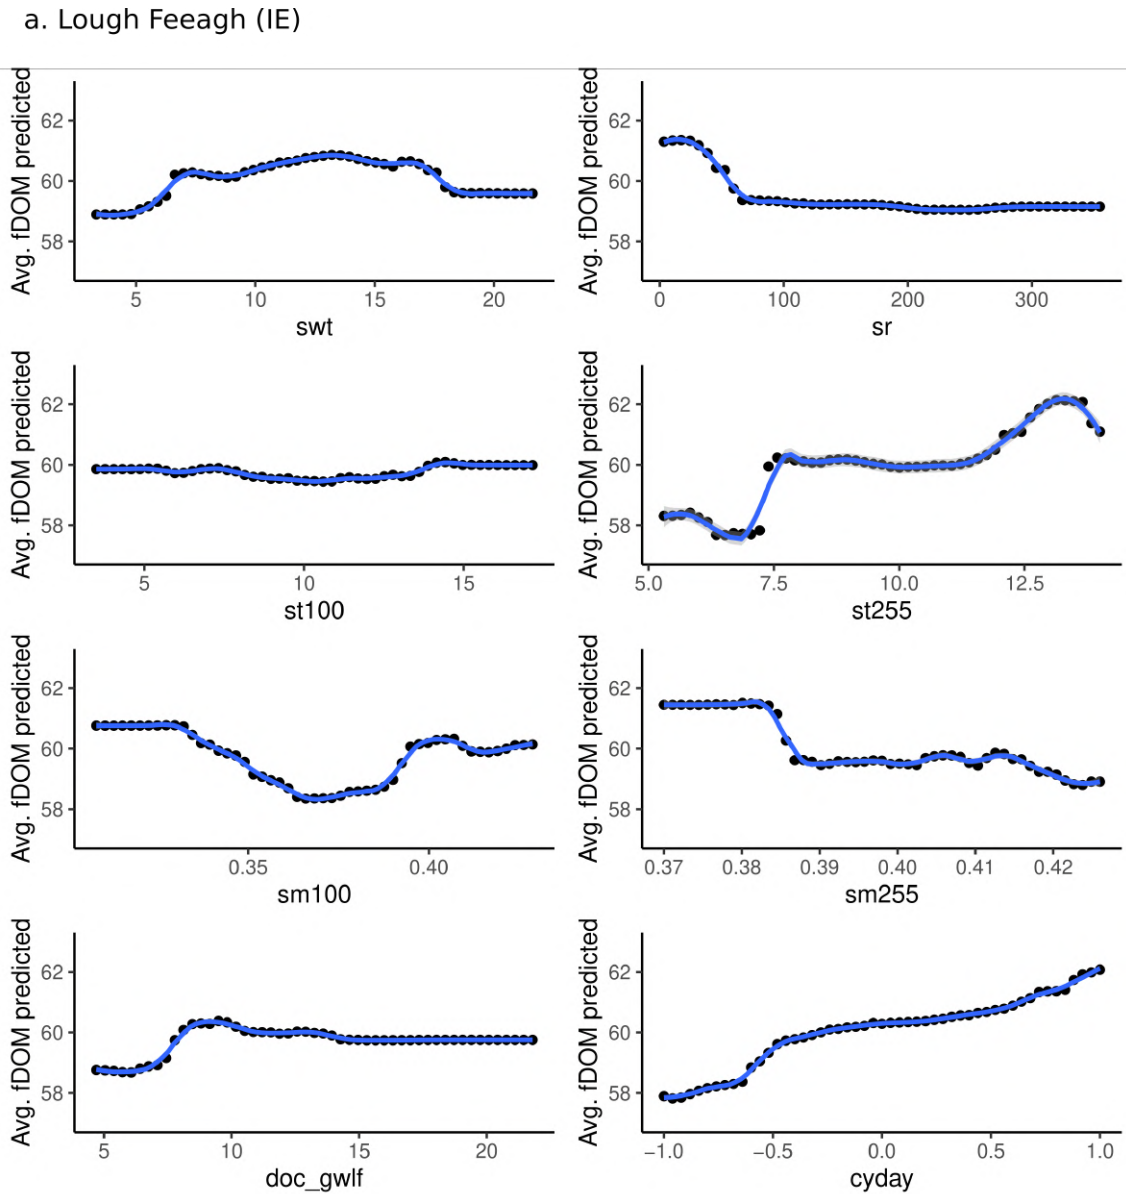 a. Lough Feeagh (IE)
Avg. fDOM predicted
62
60
58
5 10 15 20
swt
Avg. fDOM predicted
62
60
58
0 100 200 300
sr
Avg. fDOM predicted
62
60
58
5 10 15
st100
Avg. fDOM predicted
62
60
58
5.0 7.5 10.0 12.5
st255
Avg. fDOM predicted
62
60
58
0.35 0.40
sm100
Avg. fDOM predicted
62
60
58
0.37 0.38 0.39 0.40 0.41 0.42
sm255
Avg. fDOM predicted
62
60
58
5 10 15 20
doc_gwlf
Avg. fDOM predicted
62
60
58
−1.0 −0.5 0.0 0.5 1.0
cyday